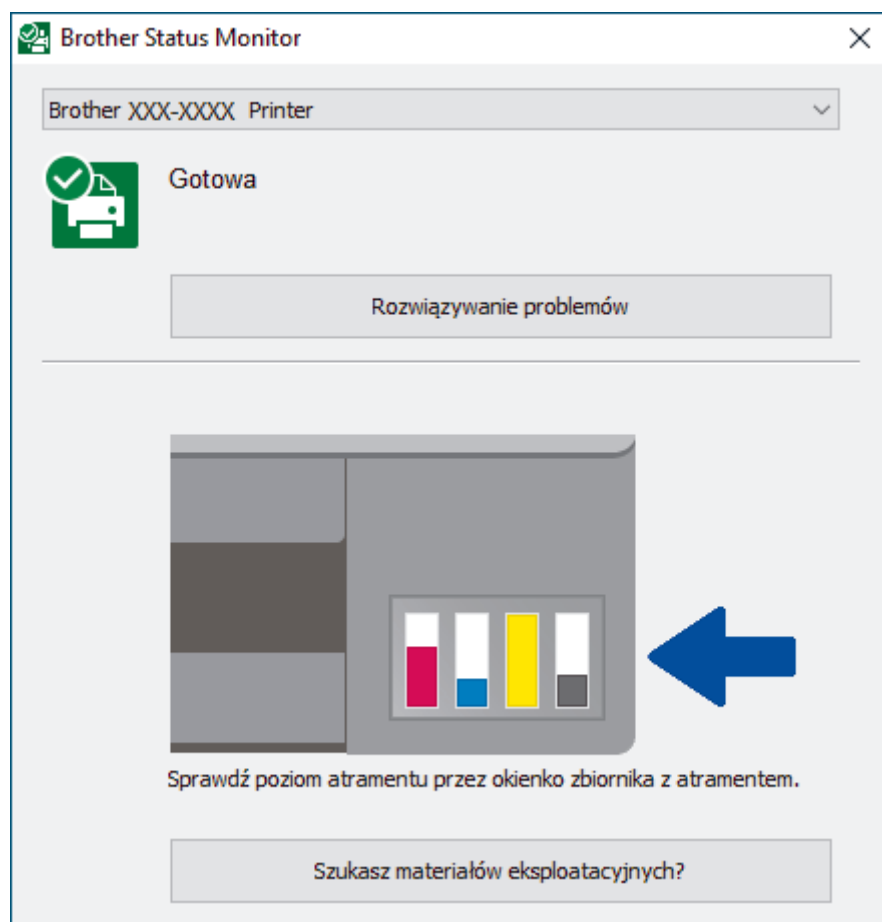 Brother Status Monitor
Brother XXX-XXXX Printer
Gotowa
Rozwiązywanie problemów
Sprawdź poziom atramentu przez okienko zbiornika z atramentem.
Szukasz materiałów eksploatacyjnych?